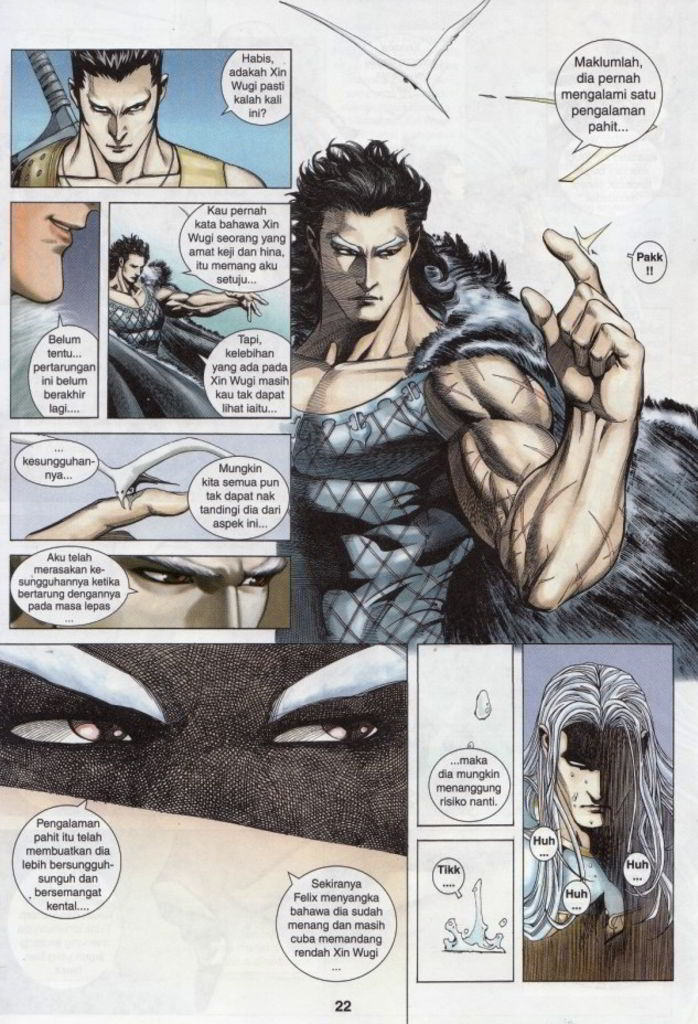 Habis,
adakah Xin
Wugi pasti
kalah kali
ini?
Maklumlah,
dia pernah
mengalami satu
pengalaman
pahit...
Belum
tentu...
pertarungan
ini belum
berakhir
lagi....
Kau pernah
kata bahawa Xin
Wugi seorang yang
amat keji dan hina,
itu memang aku
setuju...
Tapi,
kelebihan
yang ada pada
Xin Wugi masih
kau tak dapat
lihat iaitu...
Pakk
!!
...
kesungguhan-
nya...
Mungkin
kita semua pun
tak dapat nak
tandingi dia dari
aspek ini...
Aku telah
merasakan ke-
sungguhannya ketika
bertarung dengannya
pada masa lepas
...
Pengalaman
pahit itu telah
membuatkan dia
lebih bersungguh-
sunguh dan
bersemangat
kental....
Sekiranya
Felix menyangka
bahawa dia sudah
menang dan masih
cuba memandang
rendah Xin Wugi
...
...maka
dia mungkin
menanggung
risiko nanti.
Tikk
....
Huh
...
Huh
...
Huh
...
22